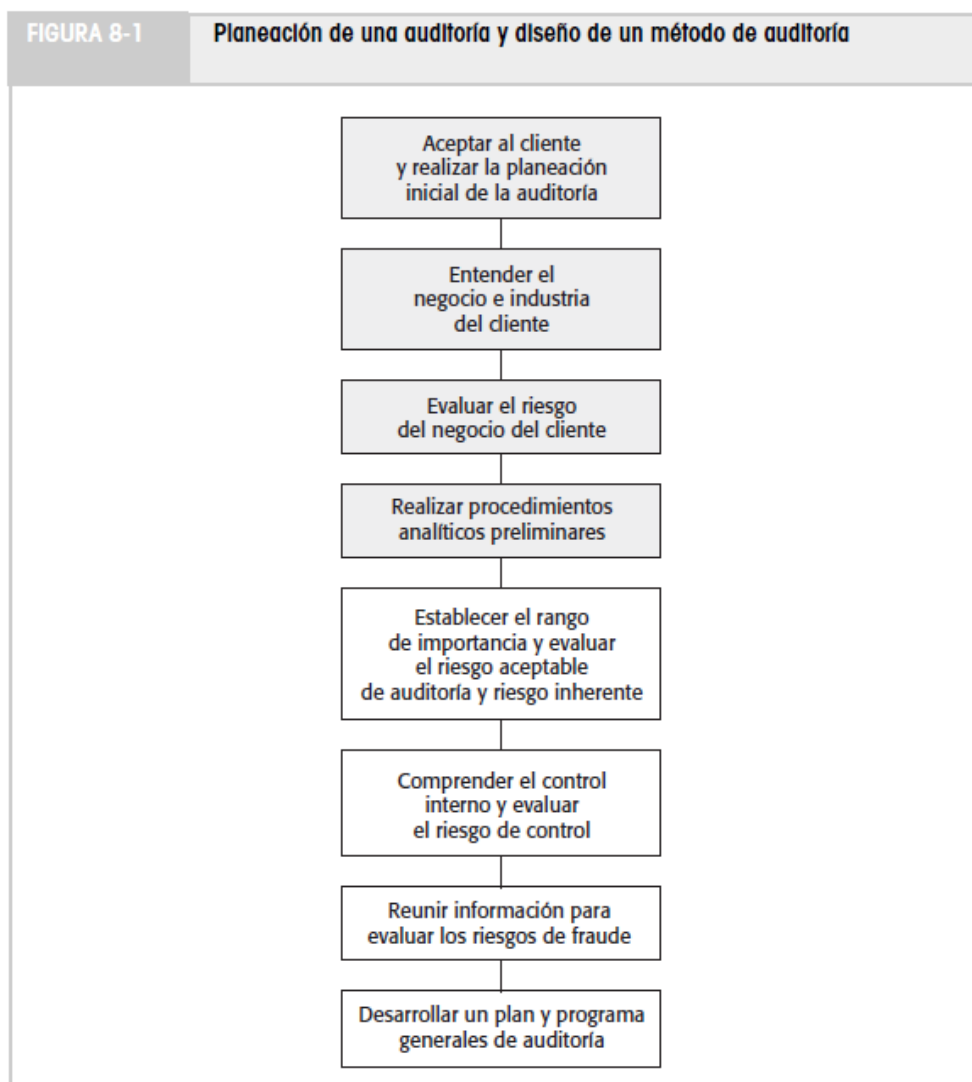 FIGURA 8-1
Planeación de una auditoría y diseño de un método de auditoría
Aceptar al cliente
y realizar la planeación
inicial de la auditoría
Entender el
negocio e industria
del cliente
Evaluar el riesgo
del negocio del cliente
Realizar procedimientos
analíticos preliminares
Establecer el rango
de importancia y evaluar
el riesgo aceptable
de auditoría y riesgo inherente
Comprender el control
interno y evaluar
el riesgo de control
Reunir información para
evaluar los riesgos de fraude
Desarrollar un plan y programa
generales de auditoría